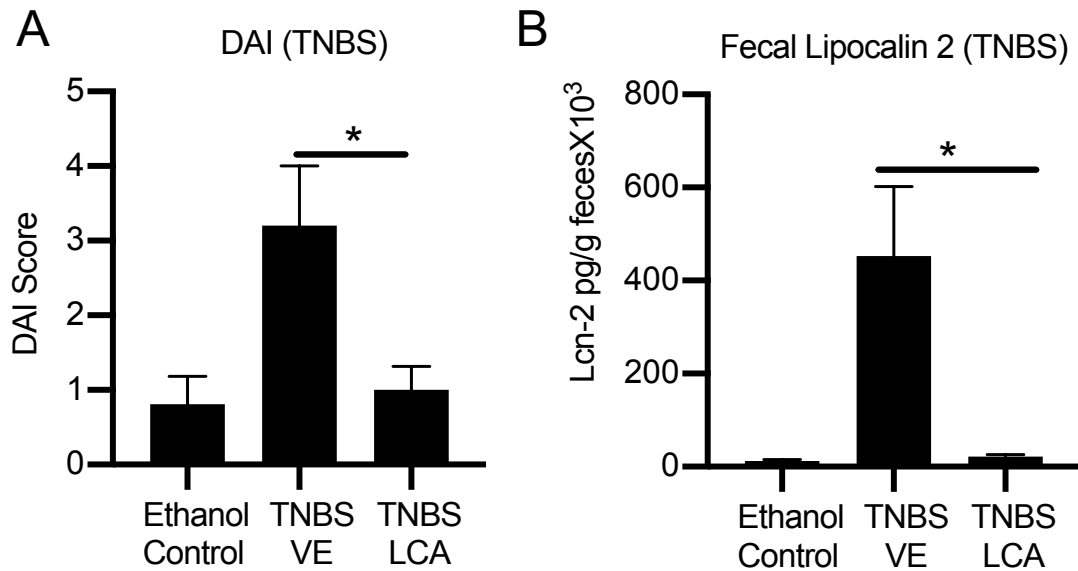 A
DAI (TNBS)
DAI Score
5
4
3
2
1
0
*
Ethanol Control
TNBS VE
TNBS LCA
B
Fecal Lipocalin 2 (TNBS)
Lcn-2 pg/g fecesX10³
800
600
400
200
0
*
Ethanol Control
TNBS VE
TNBS LCA